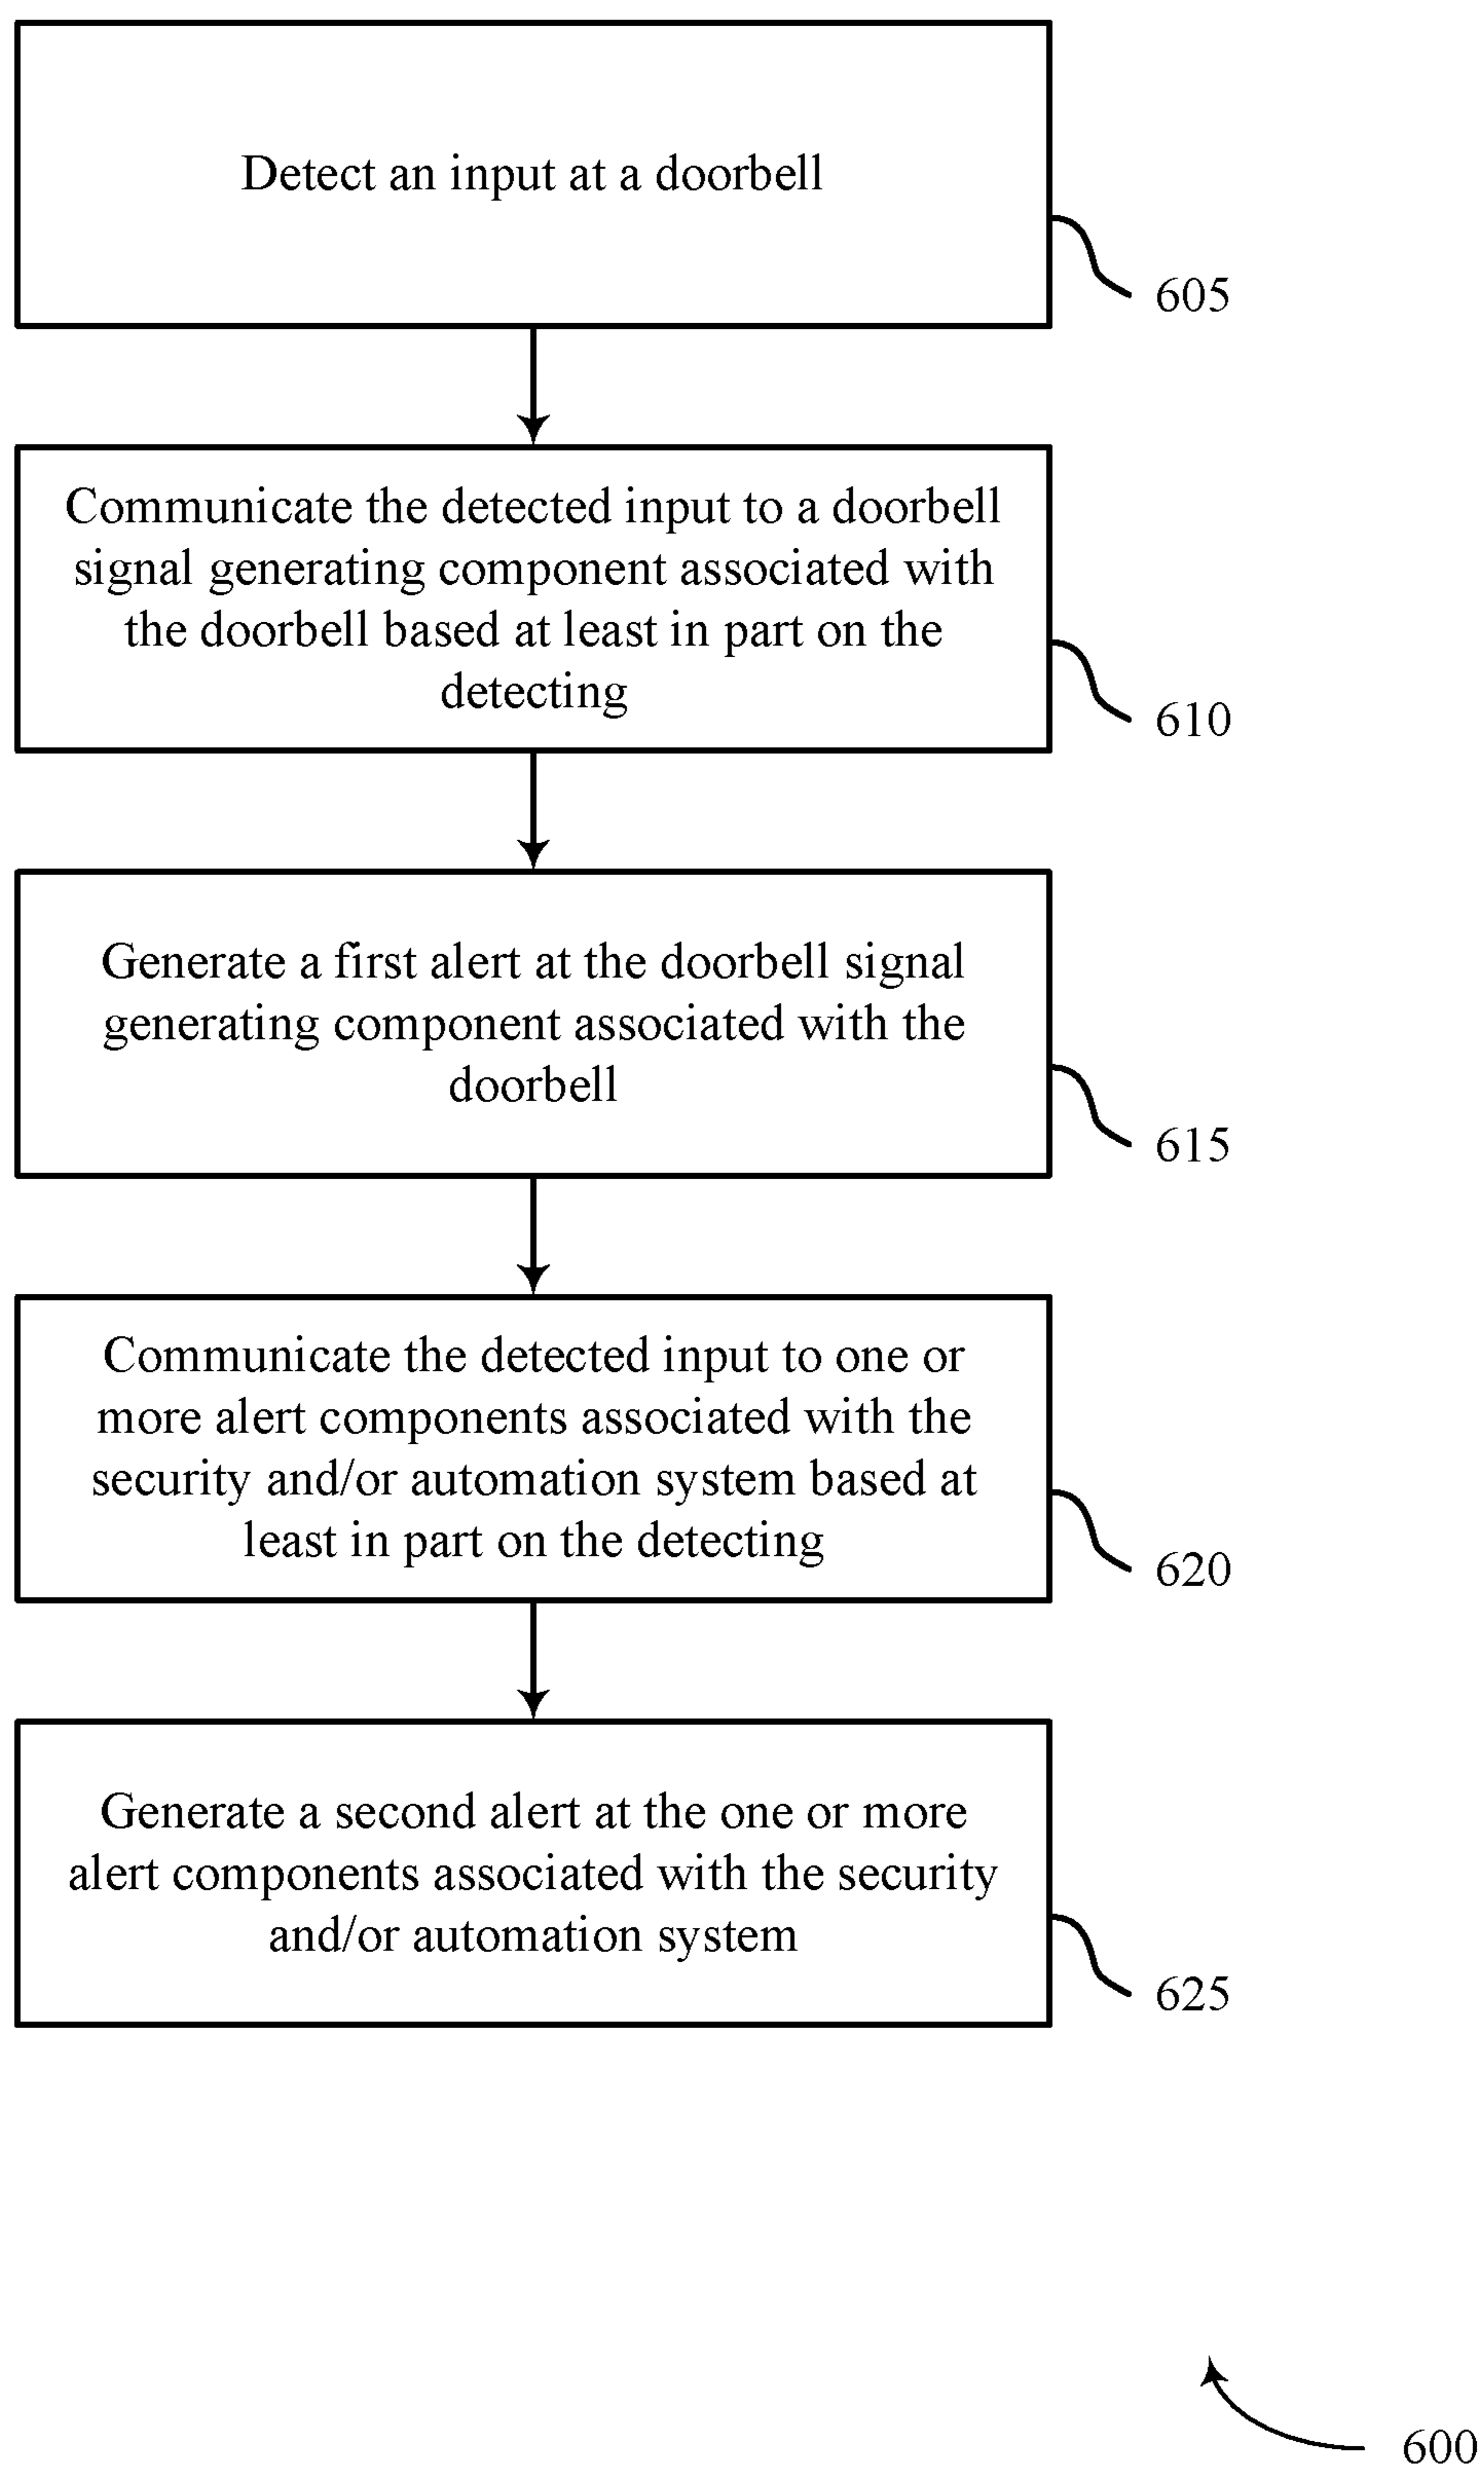 Detect an input at a doorbell
605
Communicate the detected input to a doorbell
signal generating component associated with
the doorbell based at least in part on the
detecting
610
Generate a first alert at the doorbell signal
generating component associated with the
doorbell
615
Communicate the detected input to one or
more alert components associated with the
security and/or automation system based at
least in part on the detecting
620
Generate a second alert at the one or more
alert components associated with the security
and/or automation system
625
600